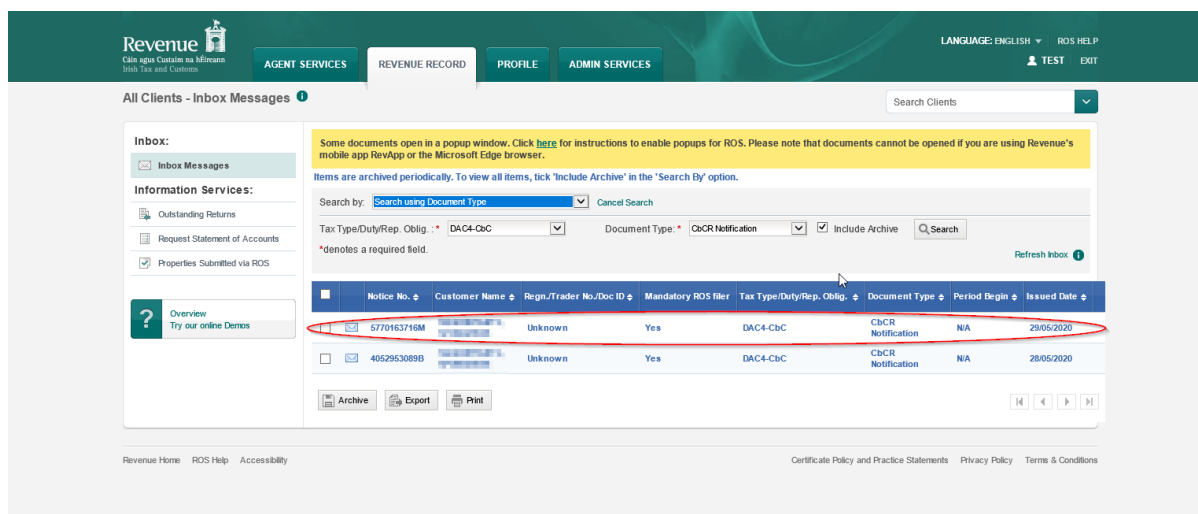 Revenue
Cáin agus Custaim na hÉireann
Irish Tax and Customs
AGENT SERVICES
REVENUE RECORD
PROFILE
ADMIN SERVICES
LANGUAGE: ENGLISH
ROS HELP
TEST
EXIT
All Clients - Inbox Messages
Search Clients
Inbox:
Inbox Messages
Information Services:
Outstanding Returns
Request Statement of Accounts
Properties Submitted via ROS
?
Overview
Try our online Demos
Some documents open in a popup window. Click here for instructions to enable popups for ROS. Please note that documents cannot be opened if you are using Revenue's
mobile app RevApp or the Microsoft Edge browser.
Items are archived periodically. To view all items, tick 'Include Archive' in the 'Search By' option.
Search by: Search using Document Type Cancel Search
Tax Type/Duty/Rep. Oblig. :* DAC4-CbC Document Type: * CbCR Notification Include Archive Search
*denotes a required field.
Refresh Inbox
Notice No. Customer Name Regn./Trader No./Doc ID Mandatory ROS filer Tax Type/Duty/Rep. Oblig. Document Type Period Begin Issued Date
5770163716M Unknown Yes DAC4-CbC CbCR Notification N/A 29/05/2020
4052953089B Unknown Yes DAC4-CbC CbCR Notification N/A 28/05/2020
Archive Export Print
Revenue Home ROS Help Accessibility
Certificate Policy and Practice Statements Privacy Policy Terms & Conditions